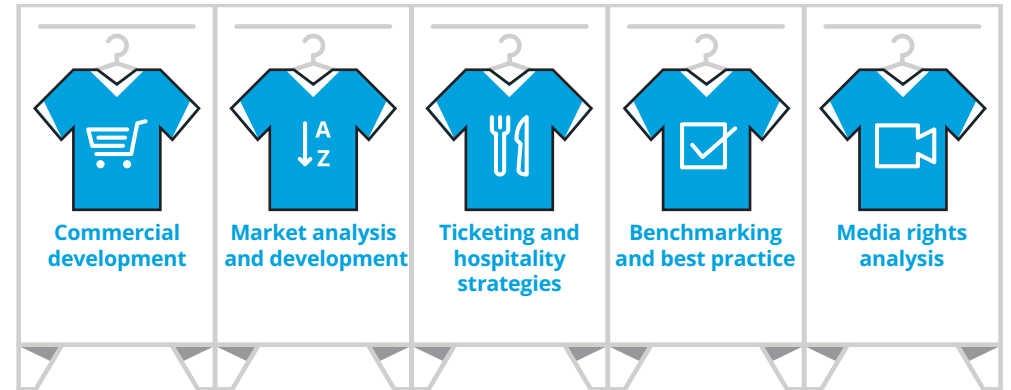 A
Z
Commercial
development
Market analysis
and development
Ticketing and
hospitality
strategies
Benchmarking
and best practice
Media rights
analysis